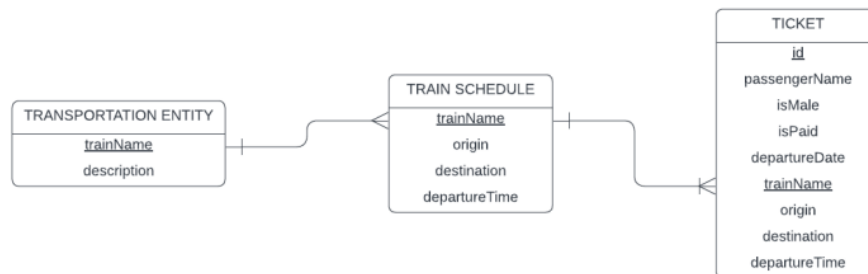 TRANSPORTATION ENTITY
trainName
description
TRAIN SCHEDULE
trainName
origin
destination
departureTime
TICKET
id
passengerName
isMale
isPaid
departureDate
trainName
origin
destination
departureTime